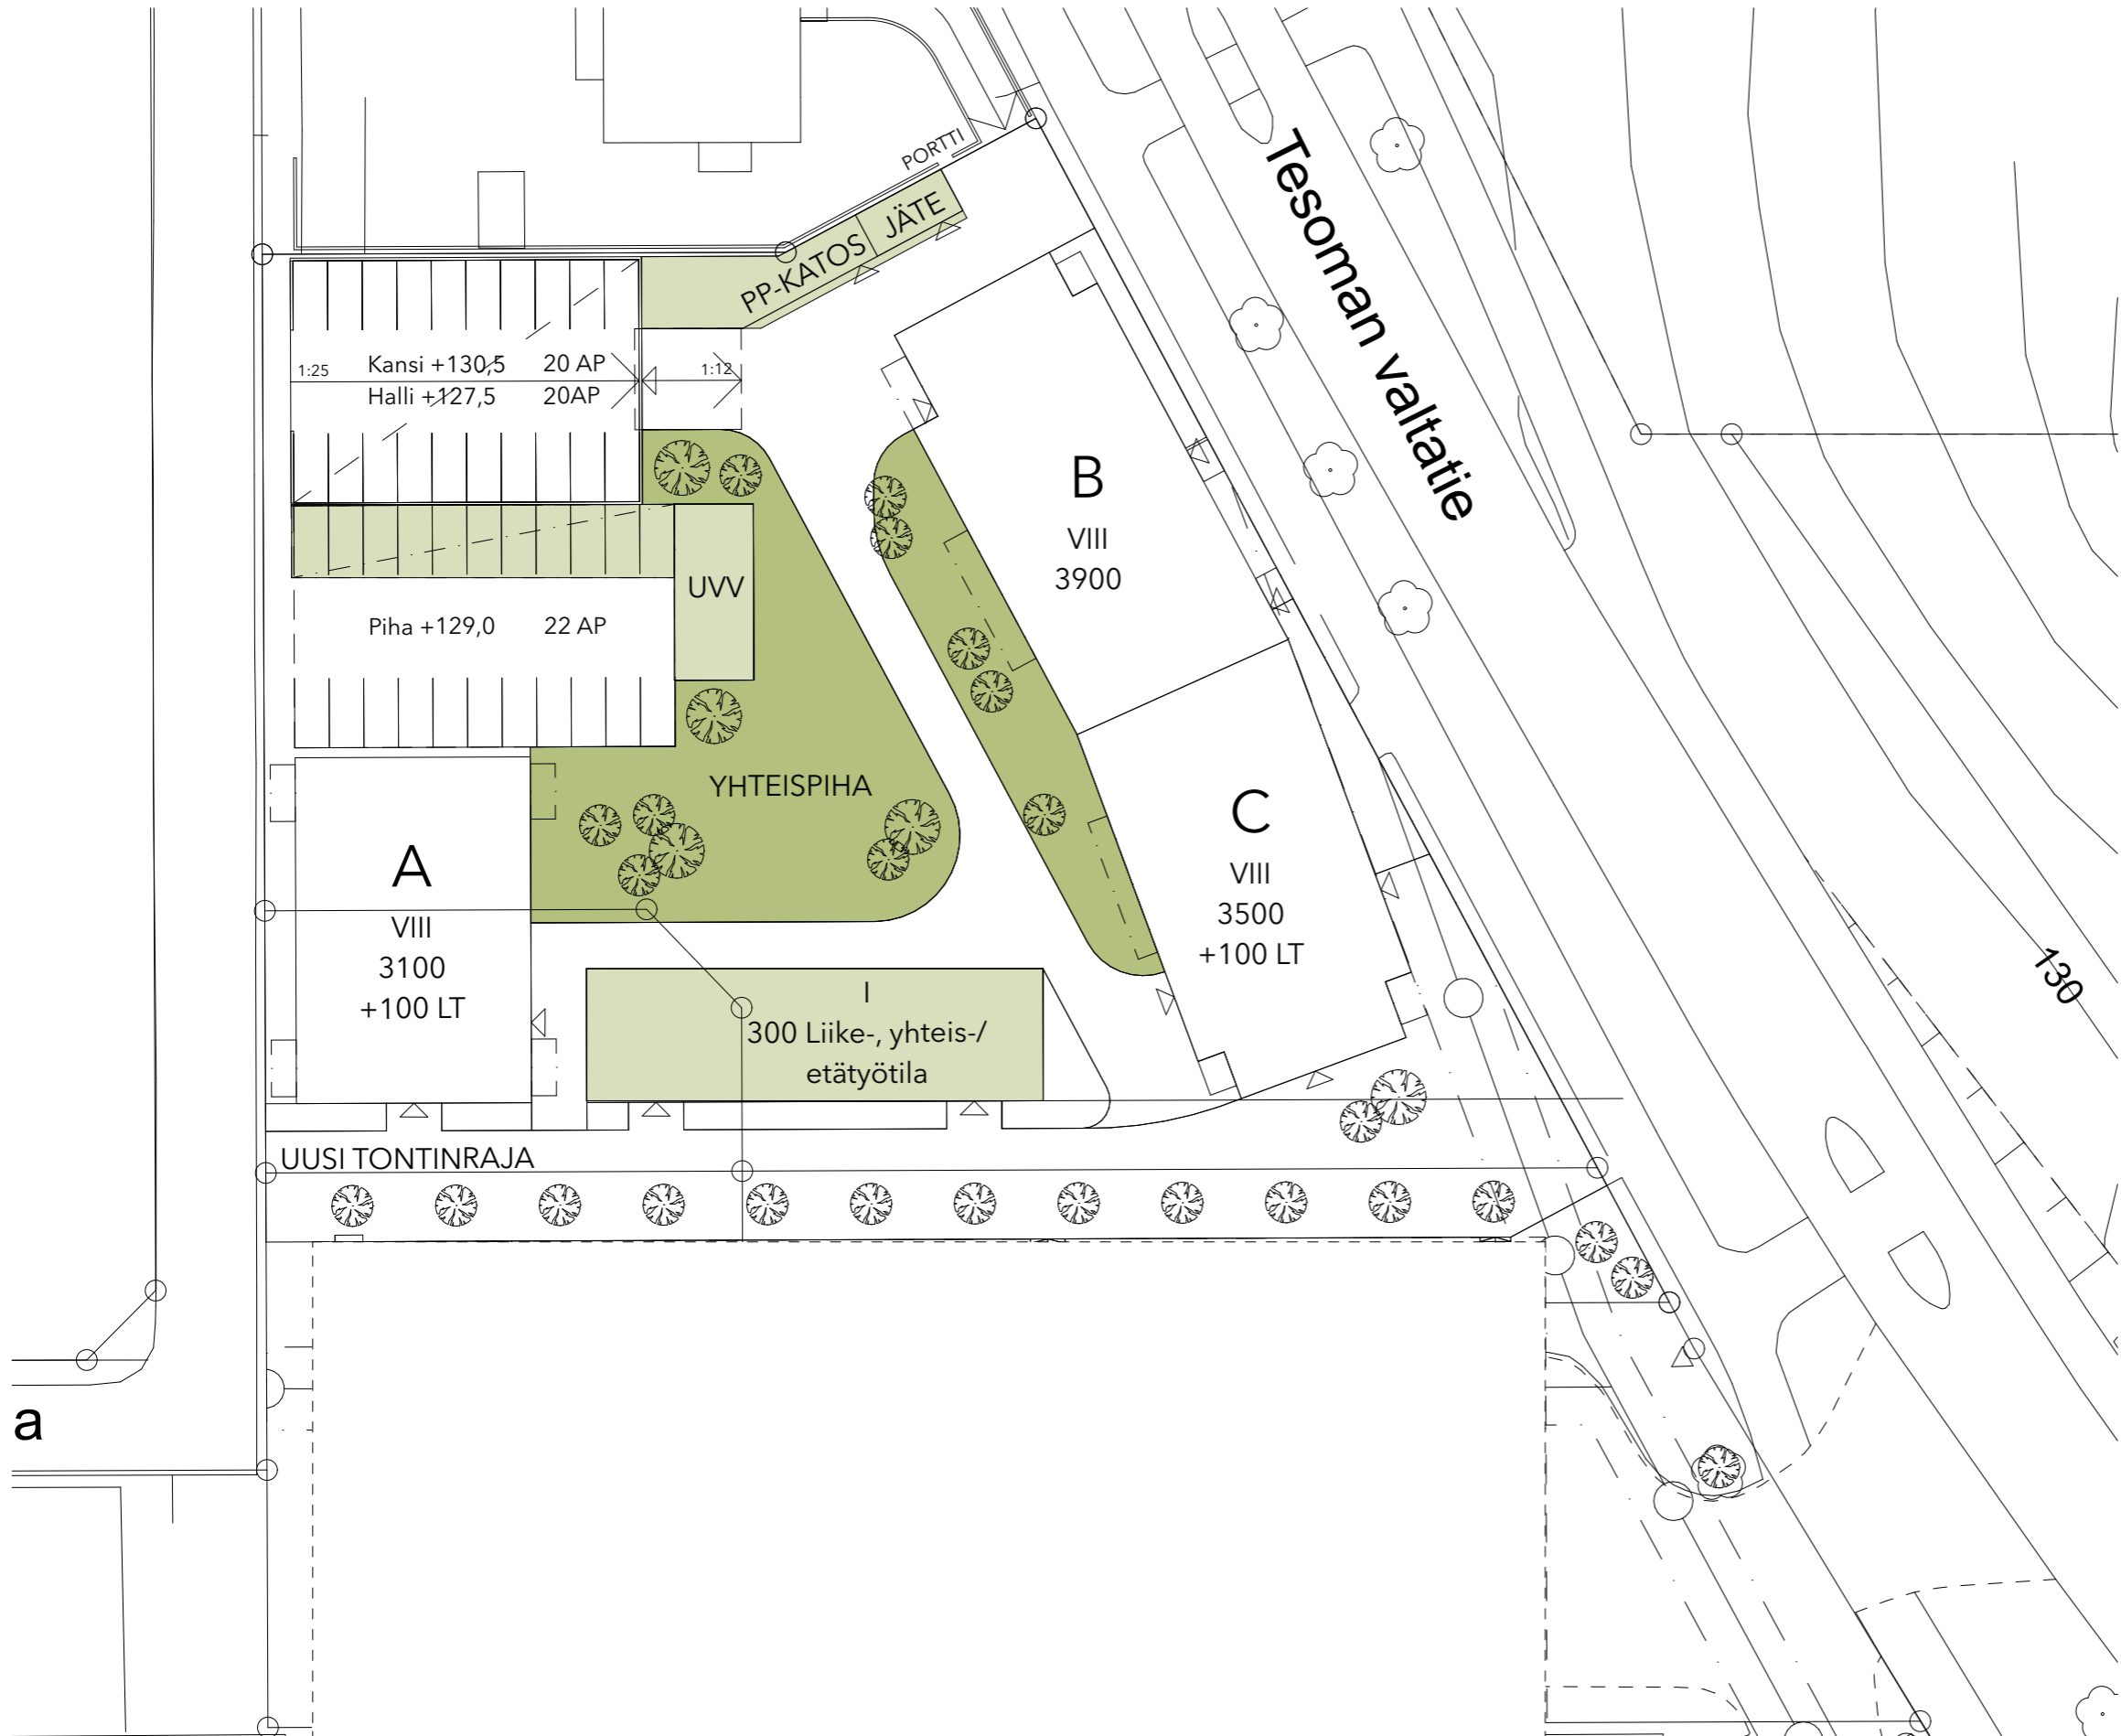 PORTTI
Tesoman valtatie
JÄTE
PP-KATOS
1:25
Kansi +130,5 20 AP
1:12
Halli +127,5 20AP
B
VIII
3900
UVV
Piha +129,0 22 AP
YHTEISPIHA
C
VIII
3500
+100 LT
A
VIII
3100
+100 LT
130
I
300 Liike-, yhteis-/
etätyötila
UUSI TONTINRAJA
a